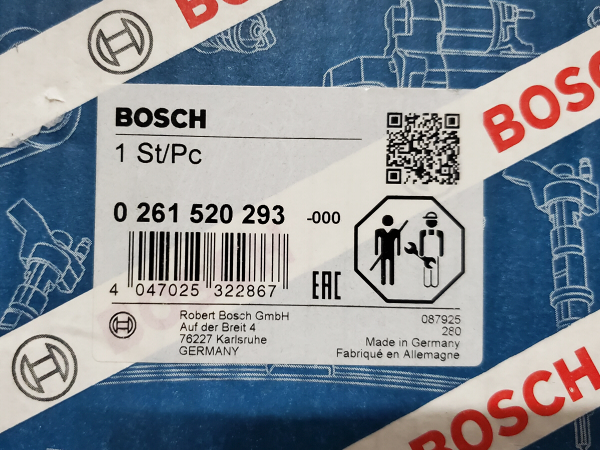 BOSCH
BOSCH
1 St/Pc
0 261 520 293 -000
4 047025 322867
EAC
Robert Bosch GmbH
Auf der Breit 4
76227 Karlsruhe
GERMANY
087925
280
Made in Germany
Fabriqué en Allemagne
BOSCH